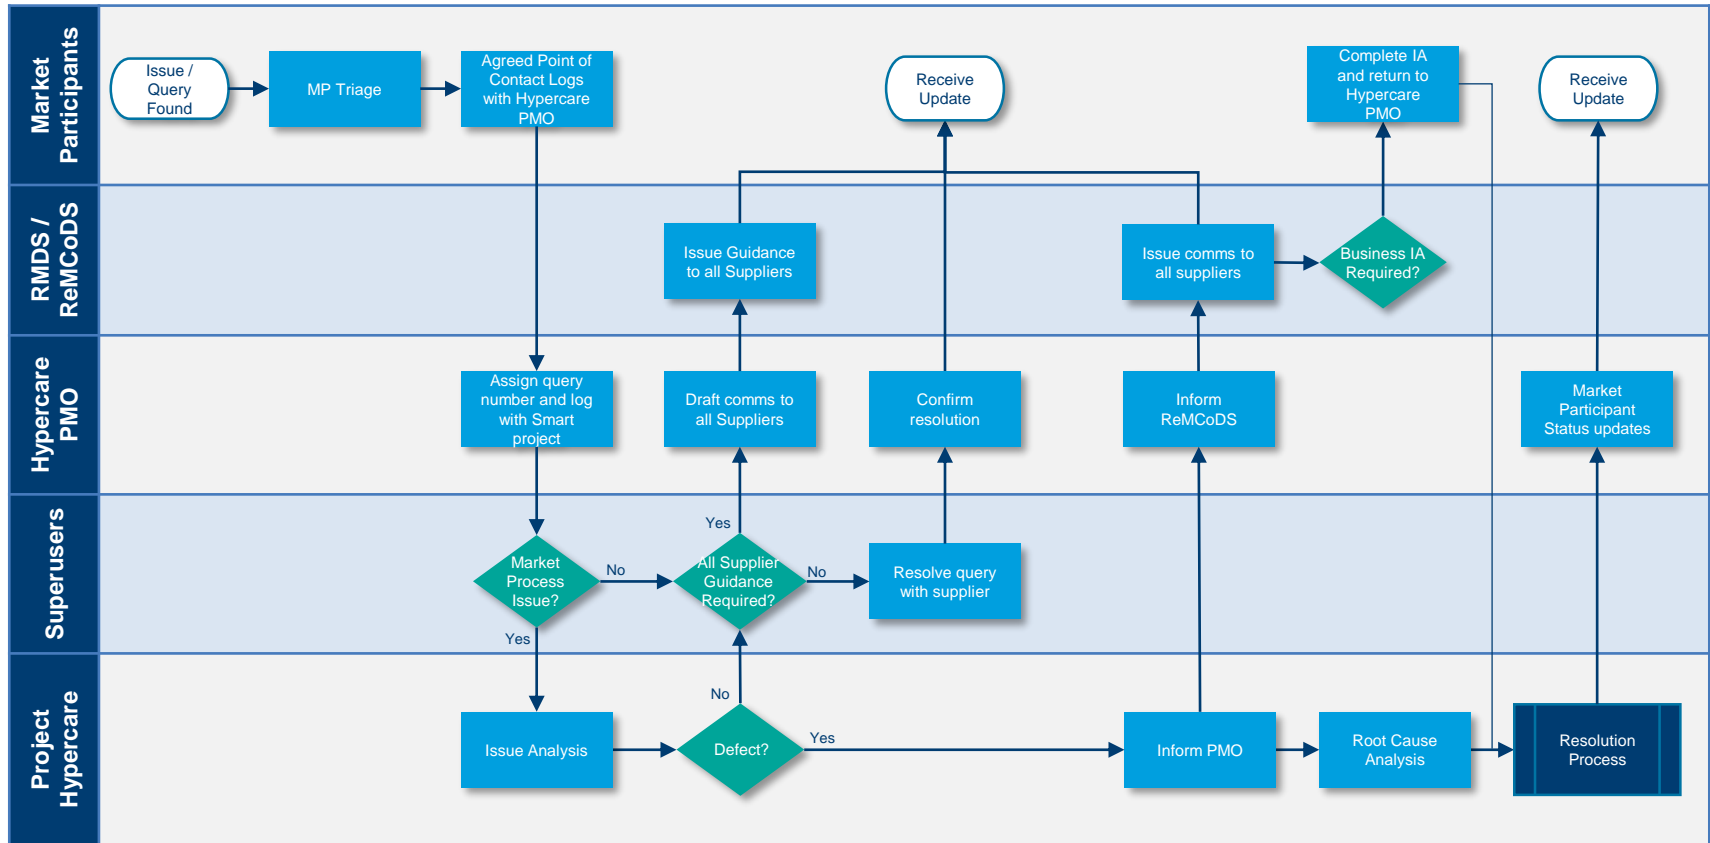 Market
Participants
Issue /
Query
Found
MP Triage
Agreed Point of
Contact Logs
with Hypercare
PMO
Receive
Update
Complete IA
and return to
Hypercare
PMO
Receive
Update
RMDS /
ReMCoDS
Issue Guidance
to all Suppliers
Issue comms to
all suppliers
Business IA
Required?
Hypercare
PMO
Assign query
number and log
with Smart
project
Draft comms to
all Suppliers
Confirm
resolution
Inform
ReMCoDS
Market
Participant
Status updates
Superusers
Market
Process
Issue?
No
Yes
Yes
All Supplier
Guidance
Required?
No
Resolve query
with supplier
Project
Hypercare
Issue Analysis
No
Defect?
Yes
Inform PMO
Root Cause
Analysis
Resolution
Process